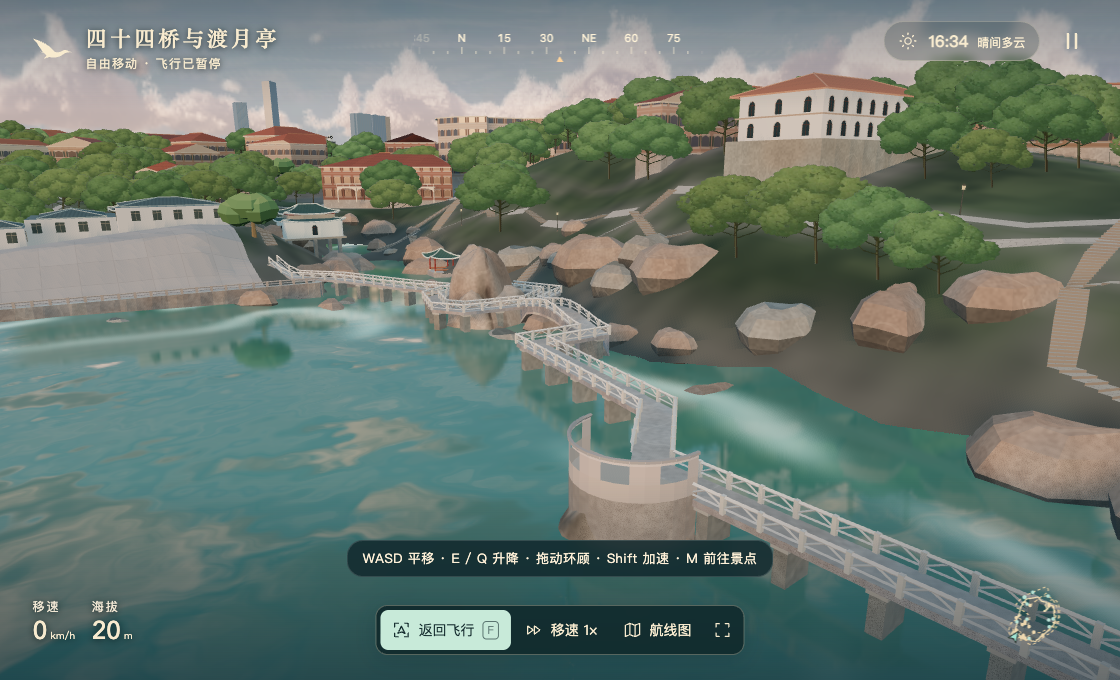 四十四桥与渡月亭
自由移动 · 飞行已暂停
45 N 15 30 NE 60 75
16:34 晴间多云
WASD 平移 · E / Q 升降 · 拖动环顾 · Shift 加速 · M 前往景点
移速 海拔
0 km/h 20 m
返回飞行 F 移速 1x 航线图